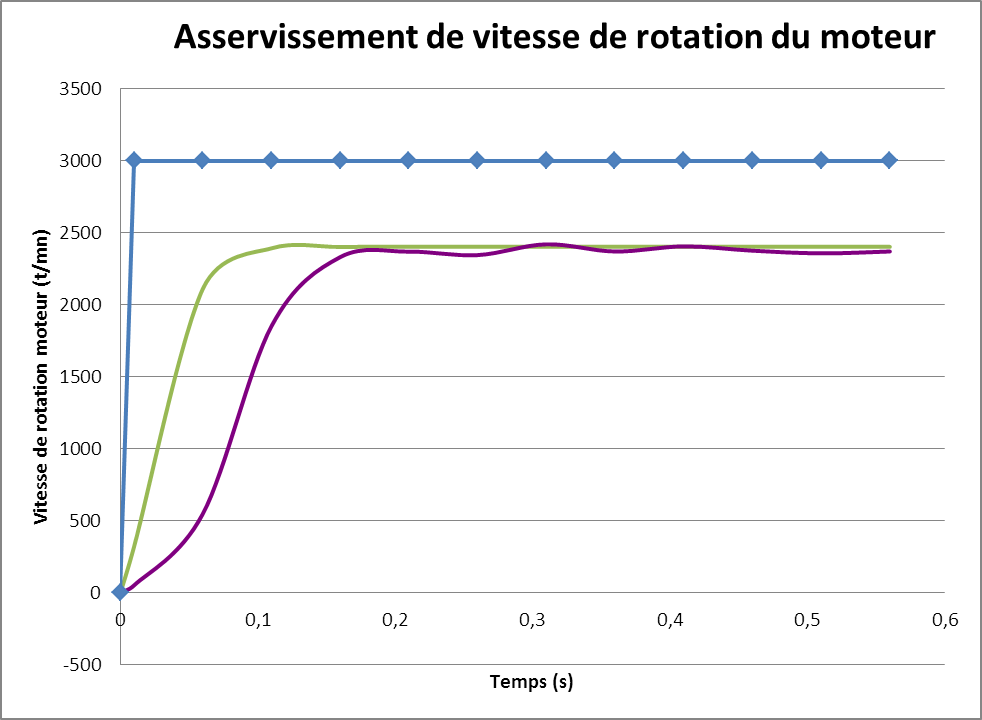 Asservissement de vitesse de rotation du moteur
Vitesse de rotation moteur (t/mn)
3500
3000
2500
2000
1500
1000
500
0
-500
0 0,1 0,2 0,3 0,4 0,5 0,6
Temps (s)